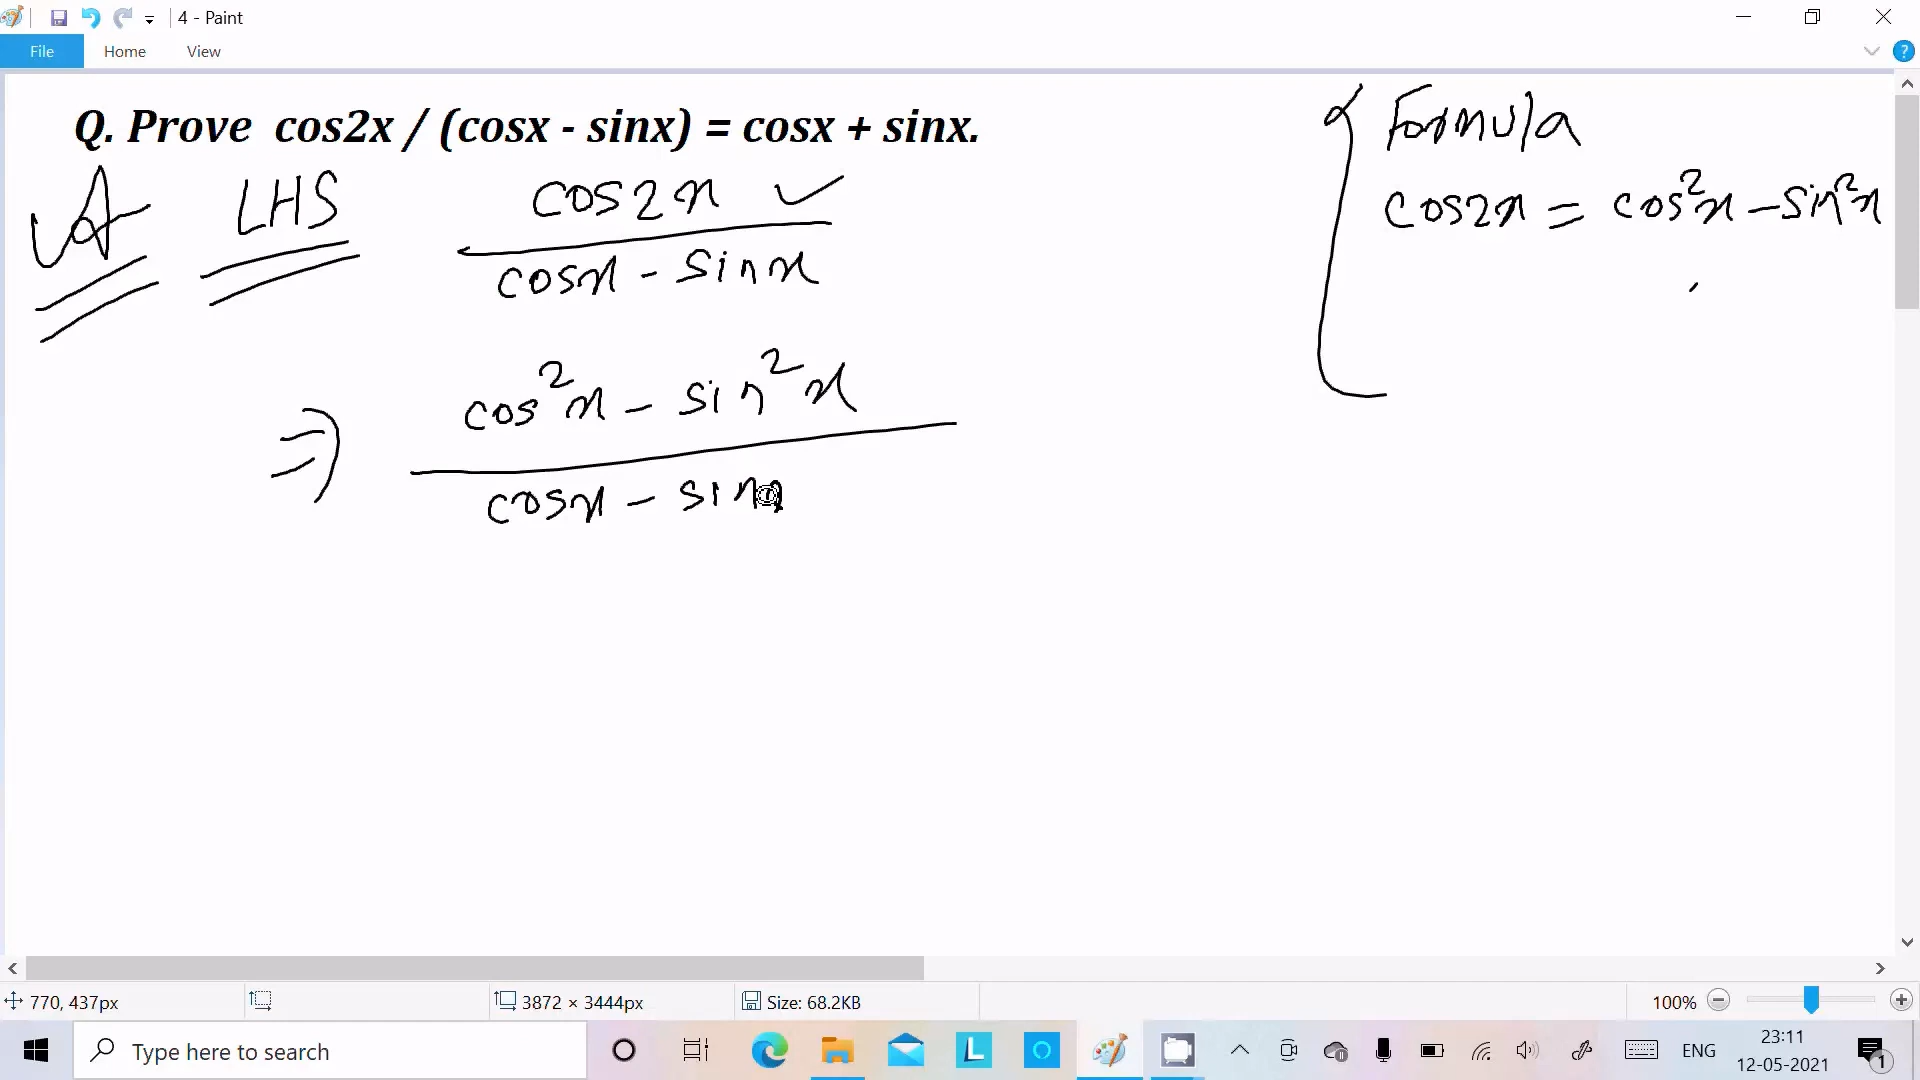 4 - Paint
File Home View
Q. Prove cos2x / (cosx - sinx) = cosx + sinx.
Formula
LHS cos2x
cosx - sinx
cos2x = cos²x - sin²x
⇒ cos²x - sin²x
cosx - sinx
770, 437px 3872 × 3444px Size: 68.2KB 100%
Type here to search
L
ENG
23:11
12-05-2021
1